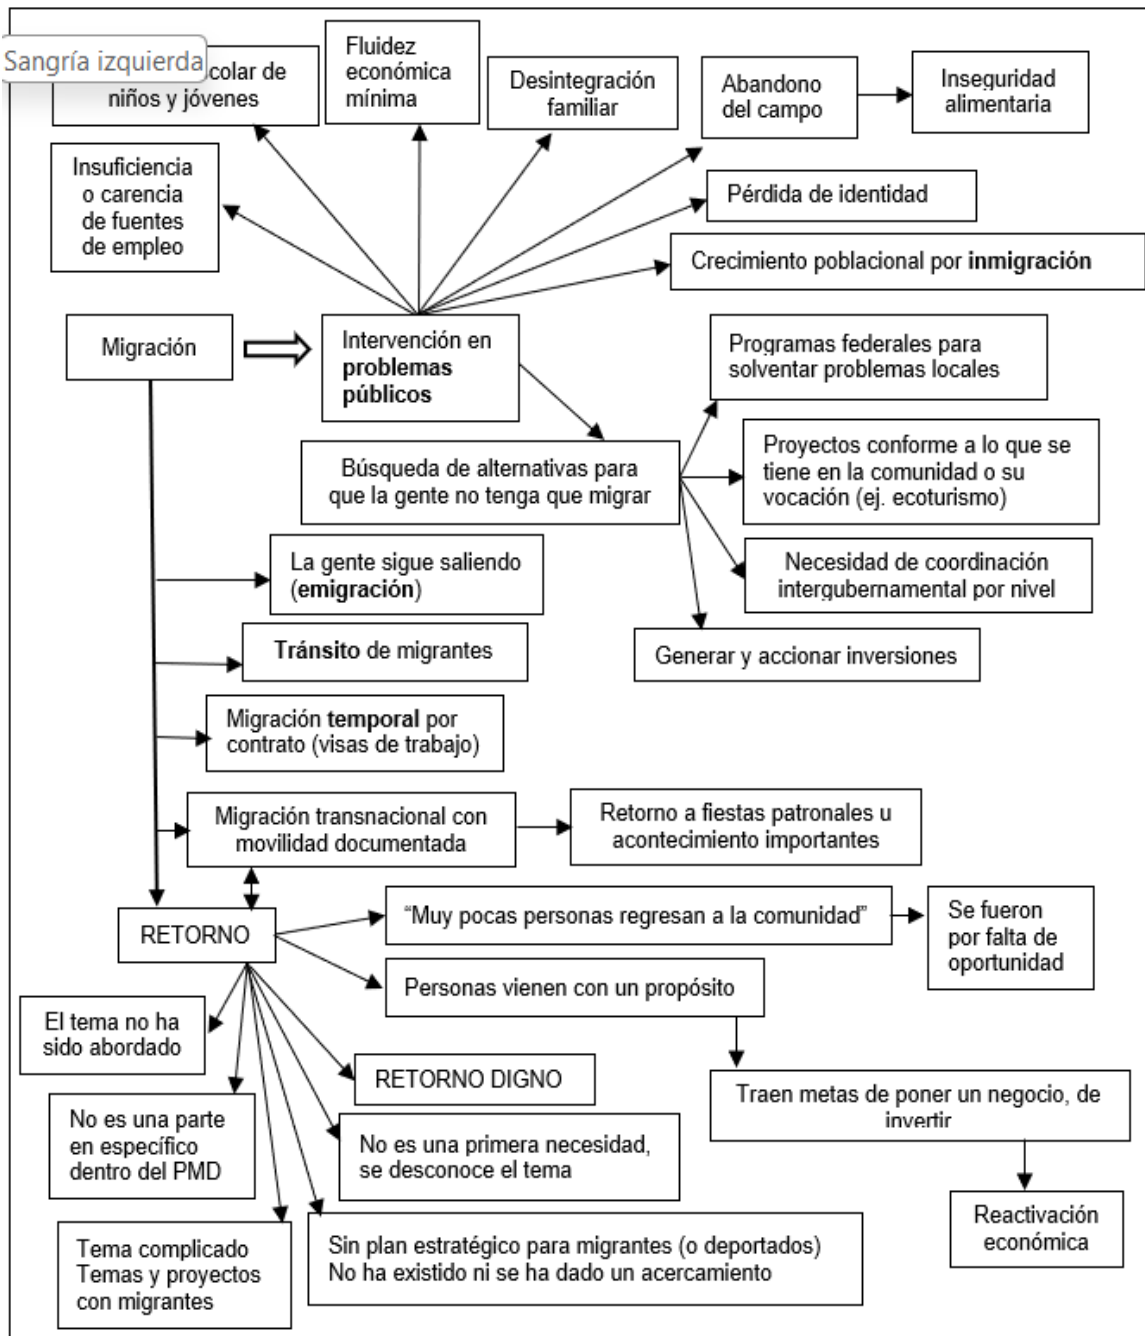 Sangría izquierda
colar de
niños y jóvenes
Fluidez
económica
mínima
Desintegración
familiar
Abandono
del campo
Inseguridad
alimentaria
Insuficiencia
o carencia
de fuentes
de empleo
Pérdida de identidad
Crecimiento poblacional por inmigración
Migración
Intervención en
problemas
públicos
Programas federales para
solventar problemas locales
Búsqueda de alternativas para
que la gente no tenga que migrar
Proyectos conforme a lo que se
tiene en la comunidad o su
vocación (ej. ecoturismo)
La gente sigue saliendo
(emigración)
Necesidad de coordinación
intergubernamental por nivel
Tránsito de migrantes
Generar y accionar inversiones
Migración temporal por
contrato (visas de trabajo)
Migración transnacional con
movilidad documentada
Retorno a fiestas patronales u
acontecimiento importantes
RETORNO
“Muy pocas personas regresan a la comunidad”
Se fueron
por falta de
oportunidad
Personas vienen con un propósito
El tema no ha
sido abordado
RETORNO DIGNO
Traen metas de poner un negocio, de
invertir
No es una parte
en específico
dentro del PMD
No es una primera necesidad,
se desconoce el tema
Reactivación
económica
Tema complicado
Temas y proyectos
con migrantes
Sin plan estratégico para migrantes (o deportados)
No ha existido ni se ha dado un acercamiento